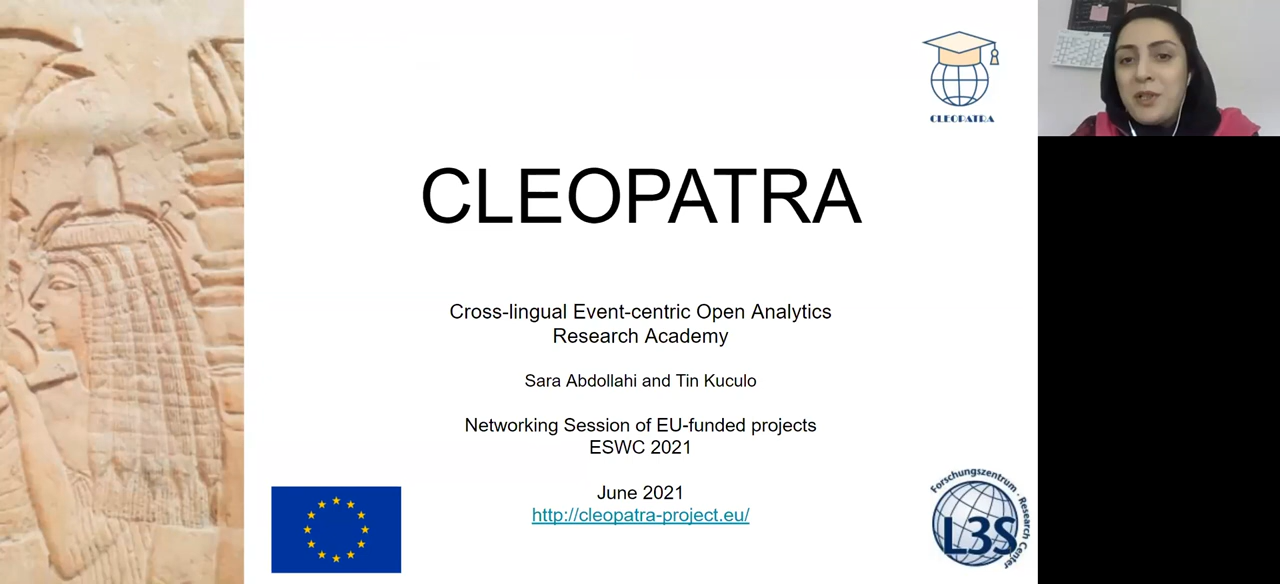 CLEOPATRA
CLEOPATRA
Cross-lingual Event-centric Open Analytics
Research Academy
Sara Abdollahi and Tin Kuculo
Networking Session of EU-funded projects
ESWC 2021
June 2021
http://cleopatra-project.eu/
Forschungszentrum · Research Center
L3S